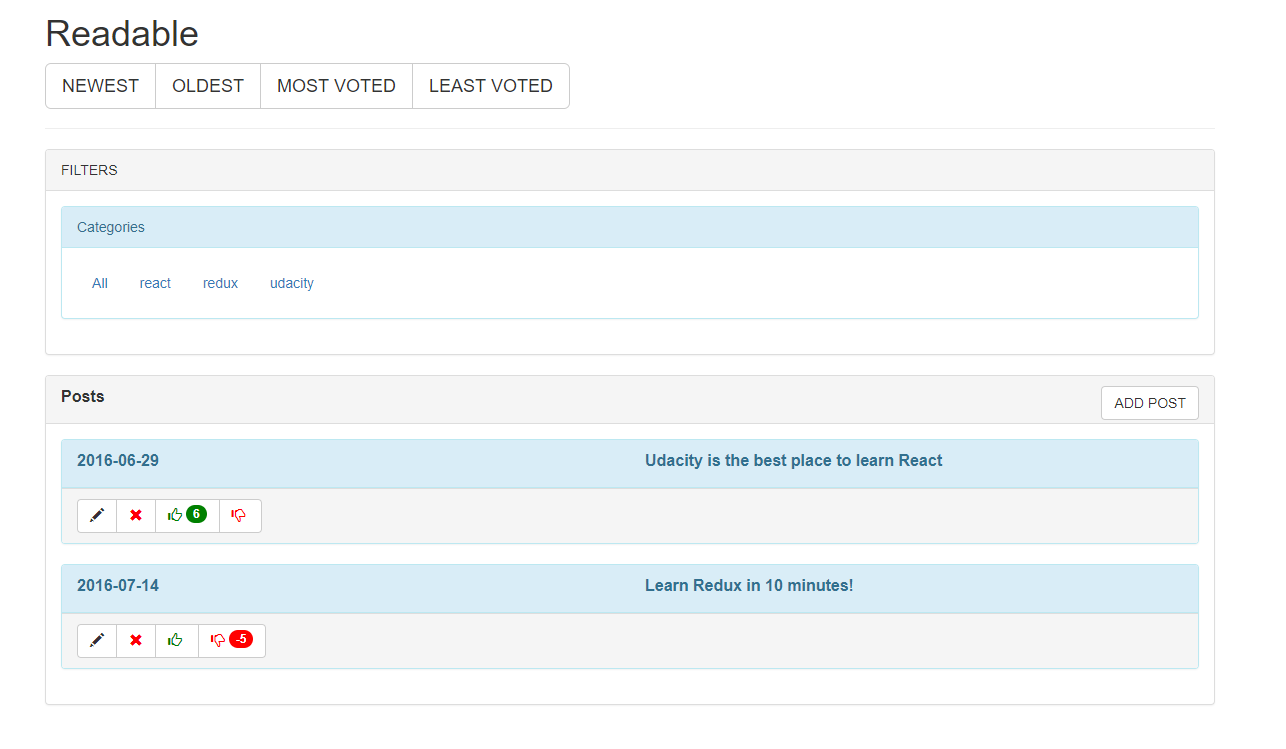 Readable
NEWEST OLDEST MOST VOTED LEAST VOTED
FILTERS
Categories
All react redux udacity
Posts ADD POST
2016-06-29 Udacity is the best place to learn React
6
2016-07-14 Learn Redux in 10 minutes!
-5